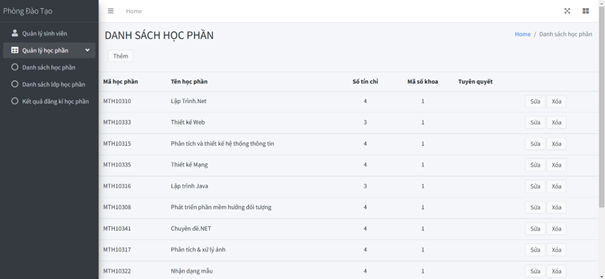 Phòng Đào Tạo
Home
Quản lý sinh viên
Quản lý học phần
Danh sách học phần
Danh sách lớp học phần
Kết quả đăng kí học phần
DANH SÁCH HỌC PHẦN
Home / Danh sách học phần
Thêm
Mã học phần Tên học phần Số tín chỉ Mã số khoa Tuyên quyết
MTH10310 Lập Trình.Net 4 1 Sửa Xóa
MTH10333 Thiết kế Web 3 1 Sửa Xóa
MTH10315 Phân tích và thiết kế hệ thống thông tin 4 1 Sửa Xóa
MTH10335 Thiết kế Mạng 4 1 Sửa Xóa
MTH10316 Lập trình Java 3 1 Sửa Xóa
MTH10308 Phát triển phần mềm hướng đối tượng 4 1 Sửa Xóa
MTH10341 Chuyên đề.NET 4 1 Sửa Xóa
MTH10317 Phân tích & xử lý ảnh 4 1 Sửa Xóa
MTH10322 Nhận dạng mẫu 4 1 Sửa Xóa